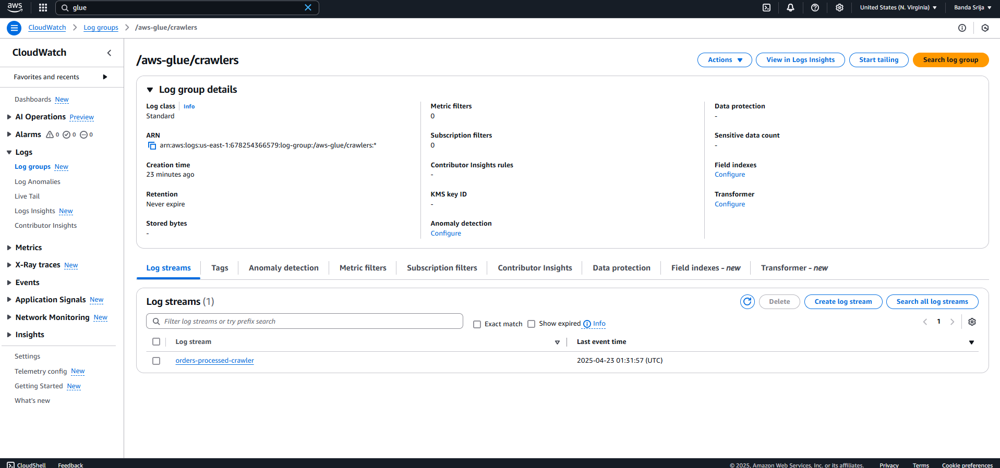 aws
glue
United States (N. Virginia)
Banda Srija
CloudWatch
Log groups
/aws-glue/crawlers
CloudWatch
Favorites and recents
Dashboards New
AI Operations Preview
Alarms 0 0 0
Logs
Log groups New
Log Anomalies
Live Tail
Logs Insights New
Contributor Insights
Metrics
X-Ray traces New
Events
Application Signals New
Network Monitoring New
Insights
Settings
Telemetry config New
Getting Started New
What's new
/aws-glue/crawlers
Actions
View in Logs Insights
Start tailing
Search log group
Log group details
Log class Info
Standard
ARN
arn:aws:logs:us-east-1:678254366579:log-group:/aws-glue/crawlers:*
Creation time
23 minutes ago
Retention
Never expire
Stored bytes
-
Metric filters
0
Subscription filters
0
Contributor Insights rules
-
KMS key ID
-
Anomaly detection
Configure
Data protection
-
Sensitive data count
-
Field indexes
Configure
Transformer
Configure
Log streams
Tags
Anomaly detection
Metric filters
Subscription filters
Contributor Insights
Data protection
Field indexes - new
Transformer - new
Log streams (1)
Delete
Create log stream
Search all log streams
Filter log streams or try prefix search
Exact match
Show expired
Info
1
Log stream
Last event time
orders-processed-crawler
2025-04-23 01:31:57 (UTC)
CloudShell
Feedback
© 2025, Amazon Web Services, Inc. or its affiliates.
Privacy
Terms
Cookie preferences